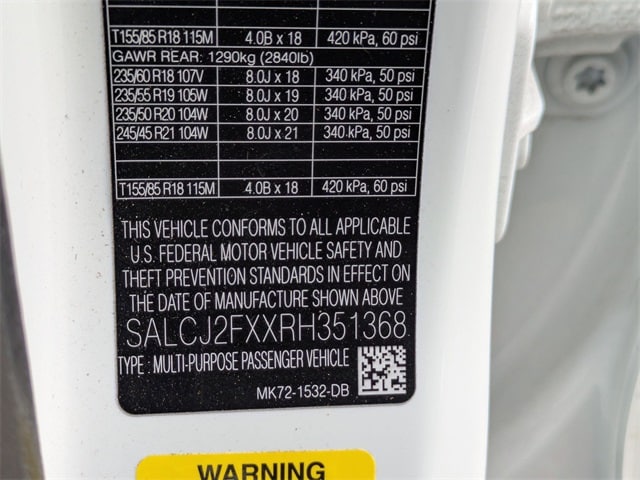 T155/85 R18 115M 4.0B x 18 420 kPa, 60 psi
GAWR REAR: 1290kg (2840lb)
235/60 R18 107V 8.0J x 18 340 kPa, 50 psi
235/55 R19 105W 8.0J x 19 340 kPa, 50 psi
235/50 R20 104W 8.0J x 20 340 kPa, 50 psi
245/45 R21 104W 8.0J x 21 340 kPa, 50 psi
T155/85 R18 115M 4.0B x 18 420 kPa, 60 psi
THIS VEHICLE CONFORMS TO ALL APPLICABLE
U.S. FEDERAL MOTOR VEHICLE SAFETY AND
THEFT PREVENTION STANDARDS IN EFFECT ON
THE DATE OF MANUFACTURE SHOWN ABOVE
SALCJ2FXXRH351368
TYPE : MULTI-PURPOSE PASSENGER VEHICLE
MK72-1532-DB
WARNING